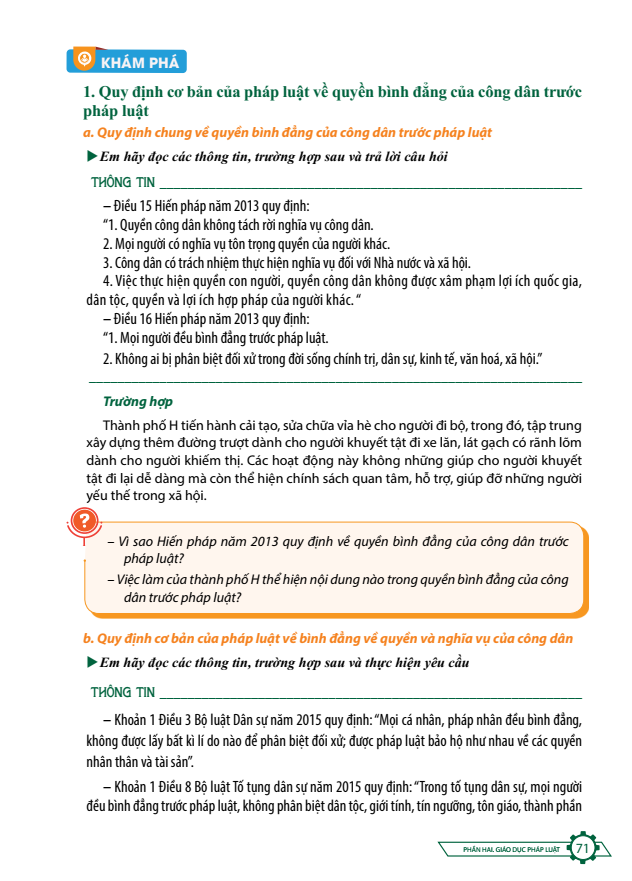 KHÁM PHÁ
1. Quy định cơ bản của pháp luật về quyền bình đẳng của công dân trước
pháp luật
a. Quy định chung về quyền bình đẳng của công dân trước pháp luật
Em hãy đọc các thông tin, trường hợp sau và trả lời câu hỏi
THÔNG TIN
– Điều 15 Hiến pháp năm 2013 quy định:
“1. Quyền công dân không tách rời nghĩa vụ công dân.
2. Mọi người có nghĩa vụ tôn trọng quyền của người khác.
3. Công dân có trách nhiệm thực hiện nghĩa vụ đối với Nhà nước và xã hội.
4. Việc thực hiện quyền con người, quyền công dân không được xâm phạm lợi ích quốc gia,
dân tộc, quyền và lợi ích hợp pháp của người khác. “
– Điều 16 Hiến pháp năm 2013 quy định:
“1. Mọi người đều bình đẳng trước pháp luật.
2. Không ai bị phân biệt đối xử trong đời sống chính trị, dân sự, kinh tế, văn hoá, xã hội.”
Trường hợp
Thành phố H tiến hành cải tạo, sửa chữa vỉa hè cho người đi bộ, trong đó, tập trung
xây dựng thêm đường trượt dành cho người khuyết tật đi xe lăn, lát gạch có rãnh lõm
dành cho người khiếm thị. Các hoạt động này không những giúp cho người khuyết
tật đi lại dễ dàng mà còn thể hiện chính sách quan tâm, hỗ trợ, giúp đỡ những người
yếu thế trong xã hội.
?
– Vì sao Hiến pháp năm 2013 quy định về quyền bình đẳng của công dân trước
pháp luật?
– Việc làm của thành phố H thể hiện nội dung nào trong quyền bình đẳng của công
dân trước pháp luật?
b. Quy định cơ bản của pháp luật về bình đẳng về quyền và nghĩa vụ của công dân
Em hãy đọc các thông tin, trường hợp sau và thực hiện yêu cầu
THÔNG TIN
– Khoản 1 Điều 3 Bộ luật Dân sự năm 2015 quy định: “Mọi cá nhân, pháp nhân đều bình đẳng,
không được lấy bất kì lí do nào để phân biệt đối xử; được pháp luật bảo hộ như nhau về các quyền
nhân thân và tài sản”.
– Khoản 1 Điều 8 Bộ luật Tố tụng dân sự năm 2015 quy định: “Trong tố tụng dân sự, mọi người
đều bình đẳng trước pháp luật, không phân biệt dân tộc, giới tính, tín ngưỡng, tôn giáo, thành phần
PHẦN HAI. GIÁO DỤC PHÁP LUẬT 71